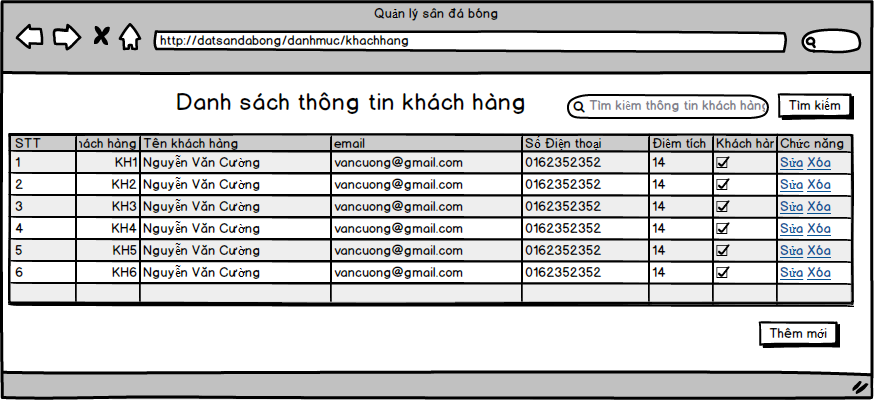 Quản lý sân đá bóng
http://datsandabong/danhmuc/khachhang
Danh sách thông tin khách hàng
Tìm kiếm thông tin khách hàng
Tìm kiếm
STT hách hàng Tên khách hàng email Số Điện thoại Điểm tích Khách hàr Chức năng
1 KH1 Nguyễn Văn Cường vancuong@gmail.com 0162352352 14 Sửa Xóa
2 KH2 Nguyễn Văn Cường vancuong@gmail.com 0162352352 14 Sửa Xóa
3 KH3 Nguyễn Văn Cường vancuong@gmail.com 0162352352 14 Sửa Xóa
4 KH4 Nguyễn Văn Cường vancuong@gmail.com 0162352352 14 Sửa Xóa
5 KH5 Nguyễn Văn Cường vancuong@gmail.com 0162352352 14 Sửa Xóa
6 KH6 Nguyễn Văn Cường vancuong@gmail.com 0162352352 14 Sửa Xóa
Thêm mới